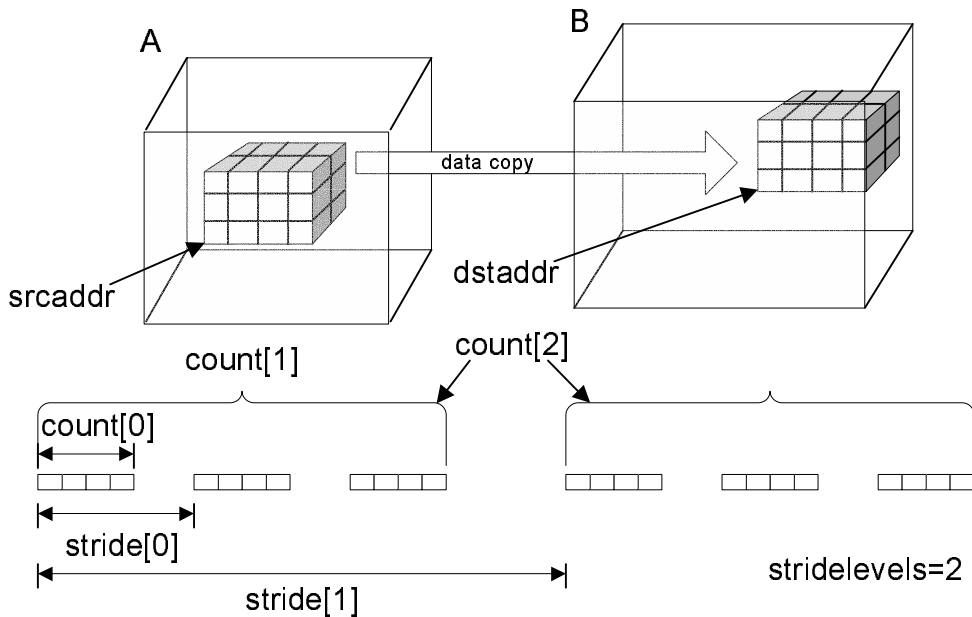 A
B
data copy
srcaddr
dstaddr
count[1]
count[2]
count[0]
stride[0]
stride[1]
stridelevels=2